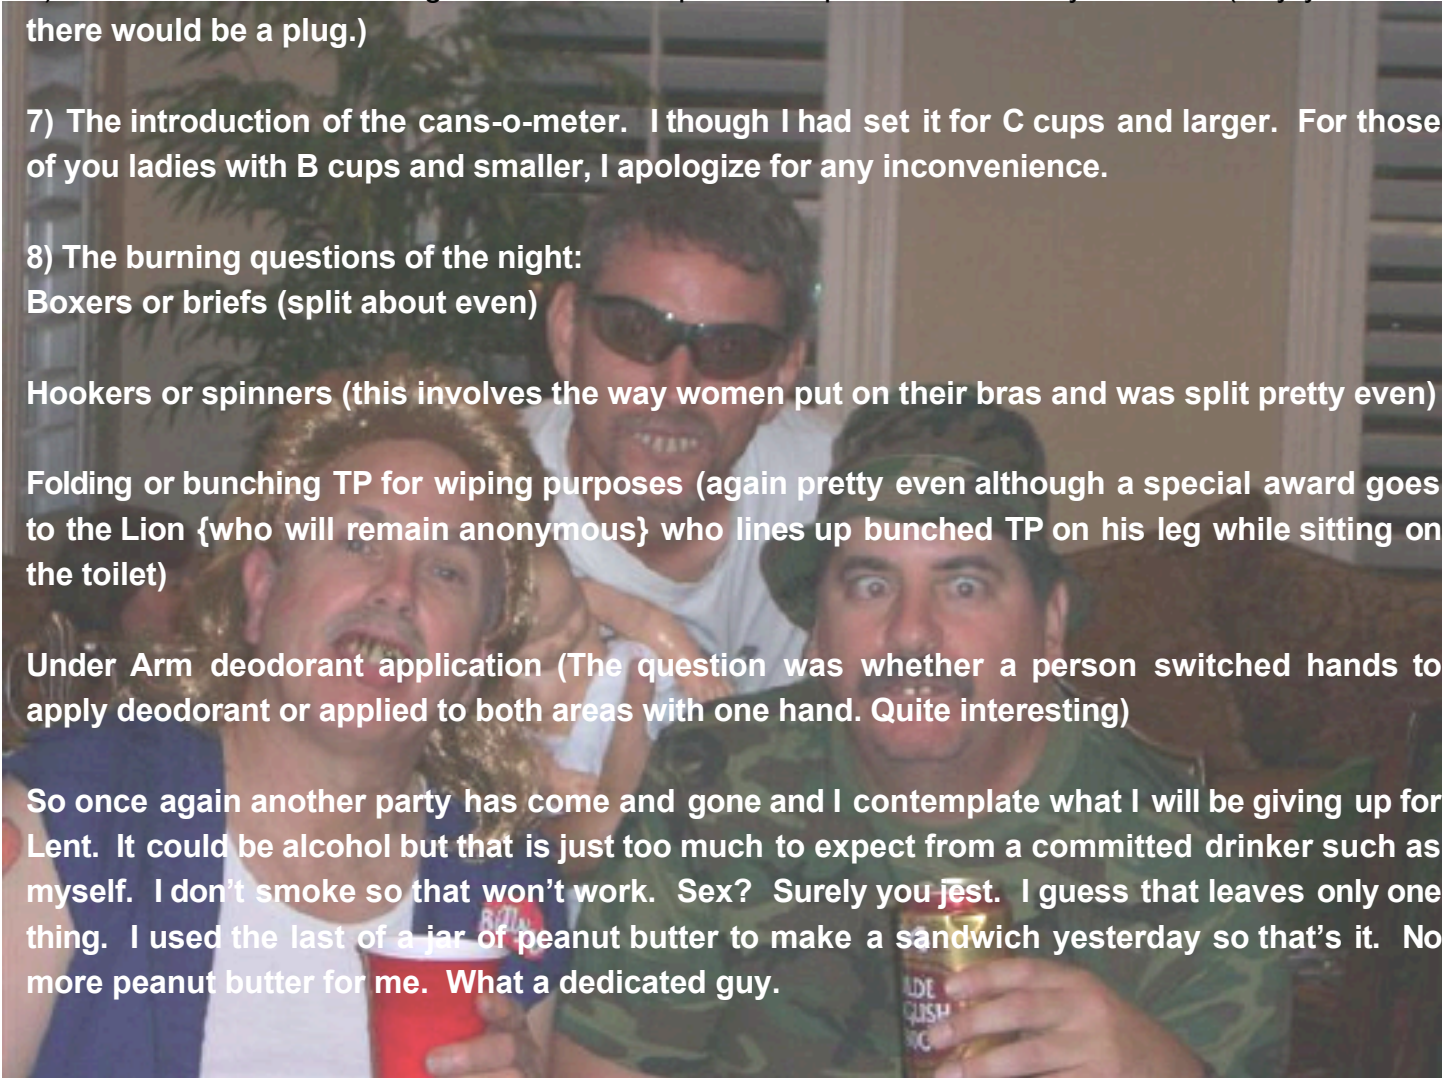 there would be a plug.)
7) The introduction of the cans-o-meter. I though I had set it for C cups and larger. For those
of you ladies with B cups and smaller, I apologize for any inconvenience.
8) The burning questions of the night:
Boxers or briefs (split about even)
Hookers or spinners (this involves the way women put on their bras and was split pretty even)
Folding or bunching TP for wiping purposes (again pretty even although a special award goes
to the Lion {who will remain anonymous} who lines up bunched TP on his leg while sitting on
the toilet)
Under Arm deodorant application (The question was whether a person switched hands to
apply deodorant or applied to both areas with one hand. Quite interesting)
So once again another party has come and gone and I contemplate what I will be giving up for
Lent. It could be alcohol but that is just too much to expect from a committed drinker such as
myself. I don't smoke so that won't work. Sex? Surely you jest. I guess that leaves only one
thing. I used the last of a jar of peanut butter to make a sandwich yesterday so that's it. No
more peanut butter for me. What a dedicated guy.